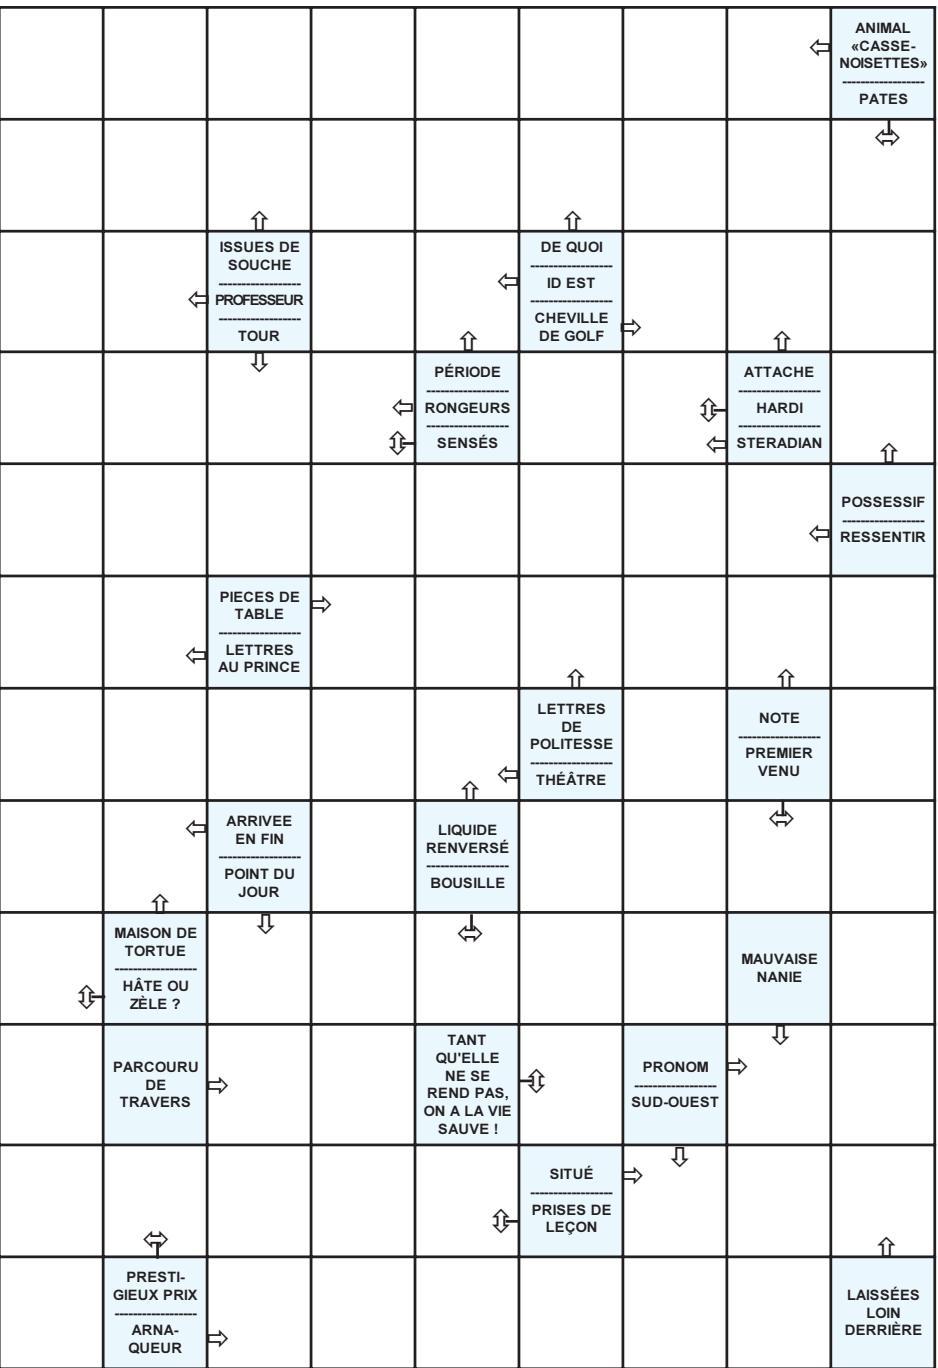 ANIMAL
«CASSE-
NOISETTES»
-------------------
PATES
ISSUES DE
SOUCHE
-------------------
PROFESSEUR
-------------------
TOUR
DE QUOI
-------------------
ID EST
-------------------
CHEVILLE
DE GOLF
PÉRIODE
-------------------
RONGEURS
-------------------
SENSÉS
ATTACHE
-------------------
HARDI
-------------------
STERADIAN
POSSESSIF
-------------------
RESSENTIR
PIECES DE
TABLE
-------------------
LETTRES
AU PRINCE
LETTRES
DE
POLITESSE
-------------------
THÉÂTRE
NOTE
-------------------
PREMIER
VENU
ARRIVEE
EN FIN
-------------------
POINT DU
JOUR
LIQUIDE
RENVERSÉ
-------------------
BOUSILLE
MAISON DE
TORTUE
-------------------
HÂTE OU
ZÈLE ?
MAUVAISE
NANIE
PARCOURU
DE
TRAVERS
TANT
QU'ELLE
NE SE
REND PAS,
ON A LA VIE
SAUVE !
PRONOM
-------------------
SUD-OUEST
SITUÉ
-------------------
PRISES DE
LEÇON
PRESTI-
GIEUX PRIX
-------------------
ARNA-
QUEUR
LAISSÉES
LOIN
DERRIÈRE